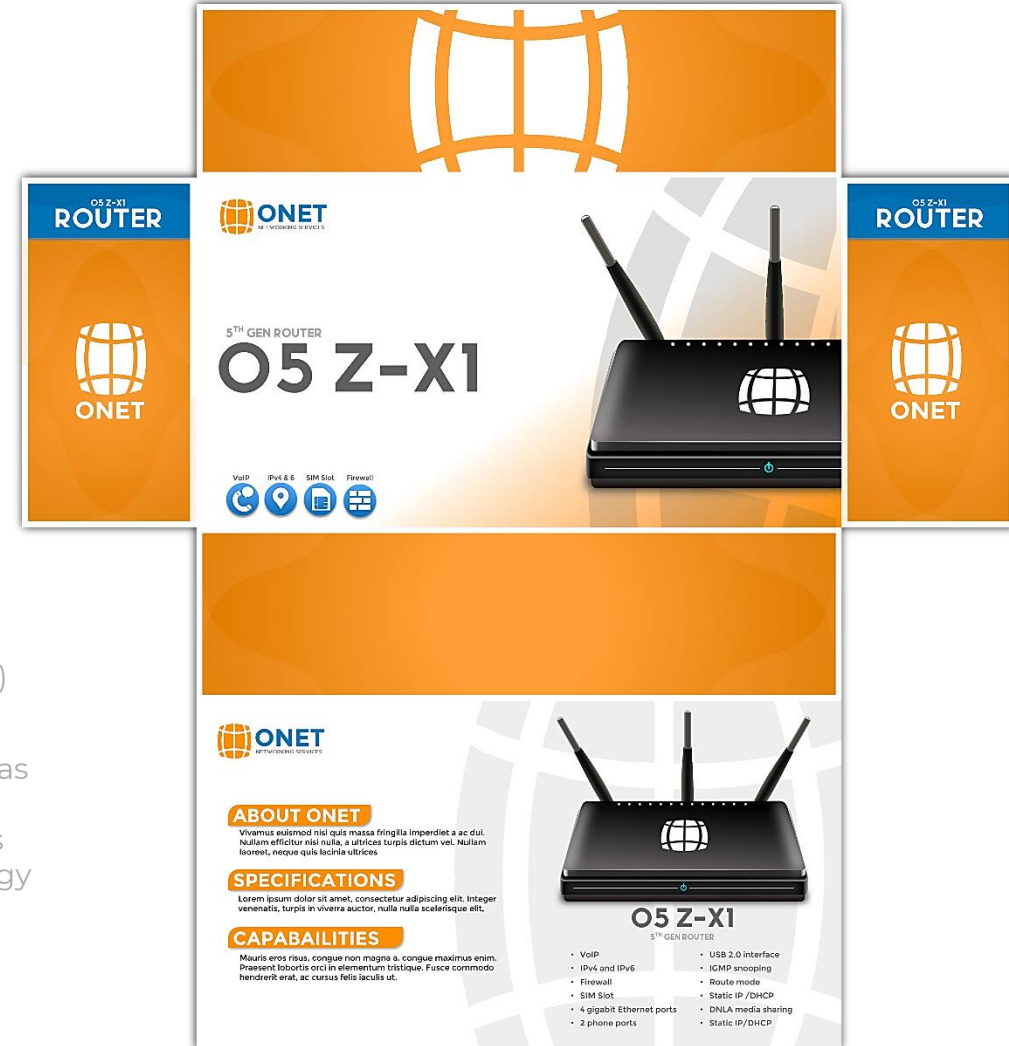 O5 Z-X1
ROUTER
ONET
ONET
NETWORKING SERVICES
5TH GEN ROUTER
O5 Z-X1
VoIP
IPv4 & 6
SIM Slot
Firewall
O5 Z-X1
ROUTER
ONET
)
as
s
gy
ONET
NETWORKING SERVICES
ABOUT ONET
Vivamus euismod nisi quis massa fringilla imperdiet a ac dui.
Nullam efficitur nisi nulla, a ultrices turpis dictum vel. Nullam
laoreet, neque quis lacinia ultrices
SPECIFICATIONS
Lorem ipsum dolor sit amet, consectetur adipiscing elit. Integer
venenatis, turpis in viverra auctor, nulla nulla scelerisque elit,
CAPABAILITIES
Mauris eros risus, congue non magna a, congue maximus enim.
Praesent lobortis orci in elementum tristique. Fusce commodo
hendrerit erat, ac cursus felis iaculis ut.
O5 Z-X1
5TH GEN ROUTER
• VoIP
• IPv4 and IPv6
• Firewall
• SIM Slot
• 4 gigabit Ethernet ports
• 2 phone ports
• USB 2.0 interface
• IGMP snooping
• Route mode
• Static IP /DHCP
• DNLA media sharing
• Static IP/DHCP